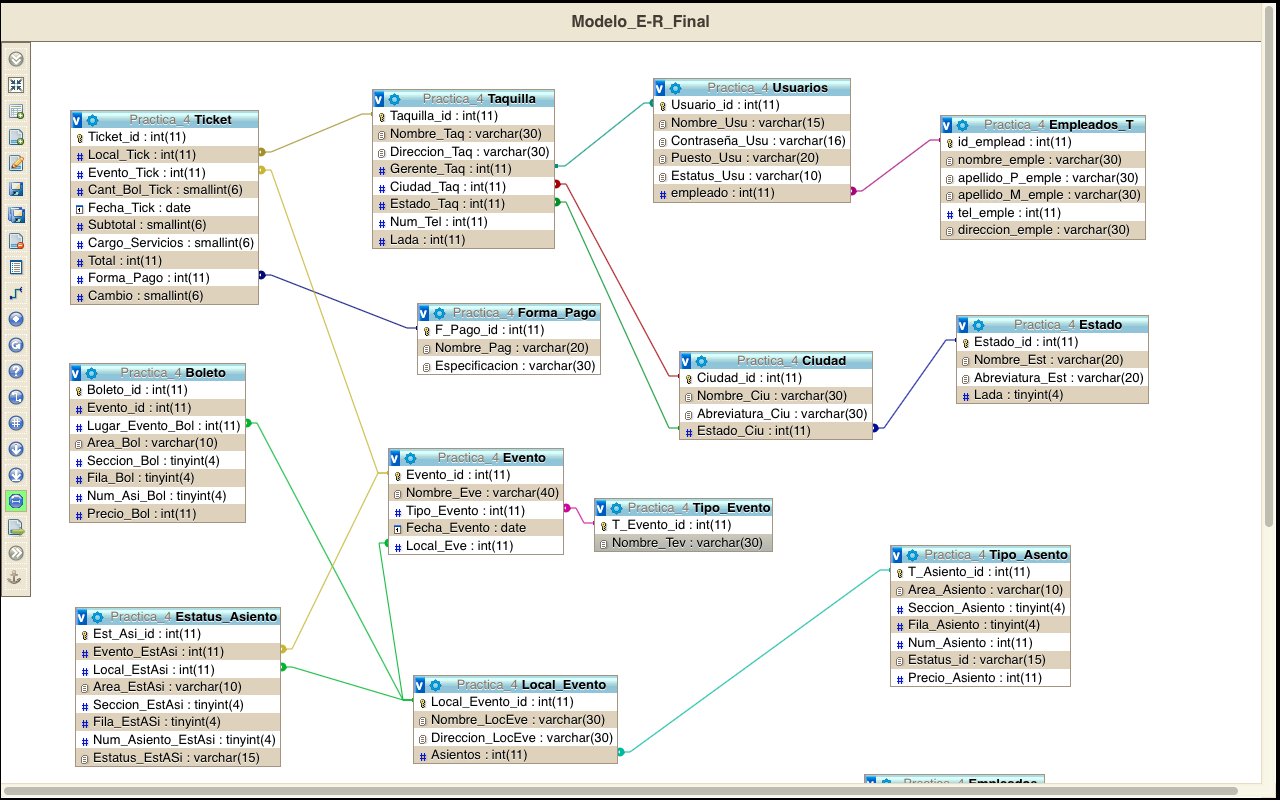 Modelo_E-R_Final
Practica_4 Ticket
Ticket_id : int(11)
Local_Tick : int(11)
Evento_Tick : int(11)
Cant_Bol_Tick : smallint(6)
Fecha_Tick : date
Subtotal : smallint(6)
Cargo_Servicios : smallint(6)
Total : int(11)
Forma_Pago : int(11)
Cambio : smallint(6)
Practica_4 Taquilla
Taquilla_id : int(11)
Nombre_Taq : varchar(30)
Direccion_Taq : varchar(30)
Gerente_Taq : int(11)
Ciudad_Taq : int(11)
Estado_Taq : int(11)
Num_Tel : int(11)
Lada : int(11)
Practica_4 Usuarios
Usuario_id : int(11)
Nombre_Usu : varchar(15)
Contraseña_Usu : varchar(16)
Puesto_Usu : varchar(20)
Estatus_Usu : varchar(10)
empleado : int(11)
Practica_4 Empleados_T
id_emplead : int(11)
nombre_emple : varchar(30)
apellido_P_emple : varchar(30)
apellido_M_emple : varchar(30)
tel_emple : int(11)
direccion_emple : varchar(30)
Practica_4 Forma_Pago
F_Pago_id : int(11)
Nombre_Pag : varchar(20)
Especificacion : varchar(30)
Practica_4 Ciudad
Ciudad_id : int(11)
Nombre_Ciu : varchar(30)
Abreviatura_Ciu : varchar(30)
Estado_Ciu : int(11)
Practica_4 Estado
Estado_id : int(11)
Nombre_Est : varchar(20)
Abreviatura_Est : varchar(20)
Lada : tinyint(4)
Practica_4 Boleto
Boleto_id : int(11)
Evento_id : int(11)
Lugar_Evento_Bol : int(11)
Area_Bol : varchar(10)
Seccion_Bol : tinyint(4)
Fila_Bol : tinyint(4)
Num_Asi_Bol : tinyint(4)
Precio_Bol : int(11)
Practica_4 Evento
Evento_id : int(11)
Nombre_Eve : varchar(40)
Tipo_Evento : int(11)
Fecha_Evento : date
Local_Eve : int(11)
Practica_4 Tipo_Evento
T_Evento_id : int(11)
Nombre_Tev : varchar(30)
Practica_4 Tipo_Asento
T_Asiento_id : int(11)
Area_Asiento : varchar(10)
Seccion_Asiento : tinyint(4)
Fila_Asiento : tinyint(4)
Num_Asiento : int(11)
Estatus_id : varchar(15)
Precio_Asiento : int(11)
Practica_4 Estatus_Asiento
Est_Asi_id : int(11)
Evento_EstAsi : int(11)
Local_EstAsi : int(11)
Area_EstAsi : varchar(10)
Seccion_EstAsi : tinyint(4)
Fila_EstASi : tinyint(4)
Num_Asiento_EstAsi : tinyint(4)
Estatus_EstASi : varchar(15)
Practica_4 Local_Evento
Local_Evento_id : int(11)
Nombre_LocEve : varchar(30)
Direccion_LocEve : varchar(30)
Asientos : int(11)
Practica_4 Empleados